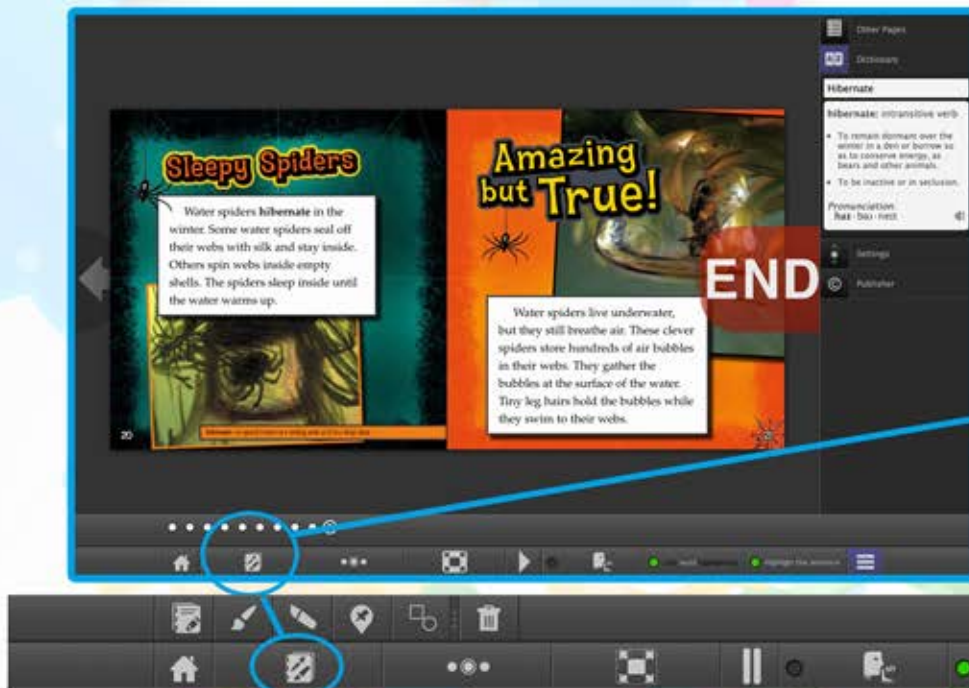 Other Pages
Dictionary
Hibernate
hibernate: intransitive verb
• To remain dormant over the
winter in a den or burrow so
as to conserve energy, as
bears and other animals.
• To be inactive or in seclusion.
Pronunciation:
Settings
Publisher
Sleepy Spiders
Water spiders hibernate in the
winter. Some water spiders seal off
their webs with silk and stay inside.
Others spin webs inside empty
shells. The spiders sleep inside until
the water warms up.
20
Amazing
but True!
END
Water spiders live underwater,
but they still breathe air. These clever
spiders store hundreds of air bubbles
in their webs. They gather the
bubbles at the surface of the water.
Tiny leg hairs hold the bubbles while
they swim to their webs.